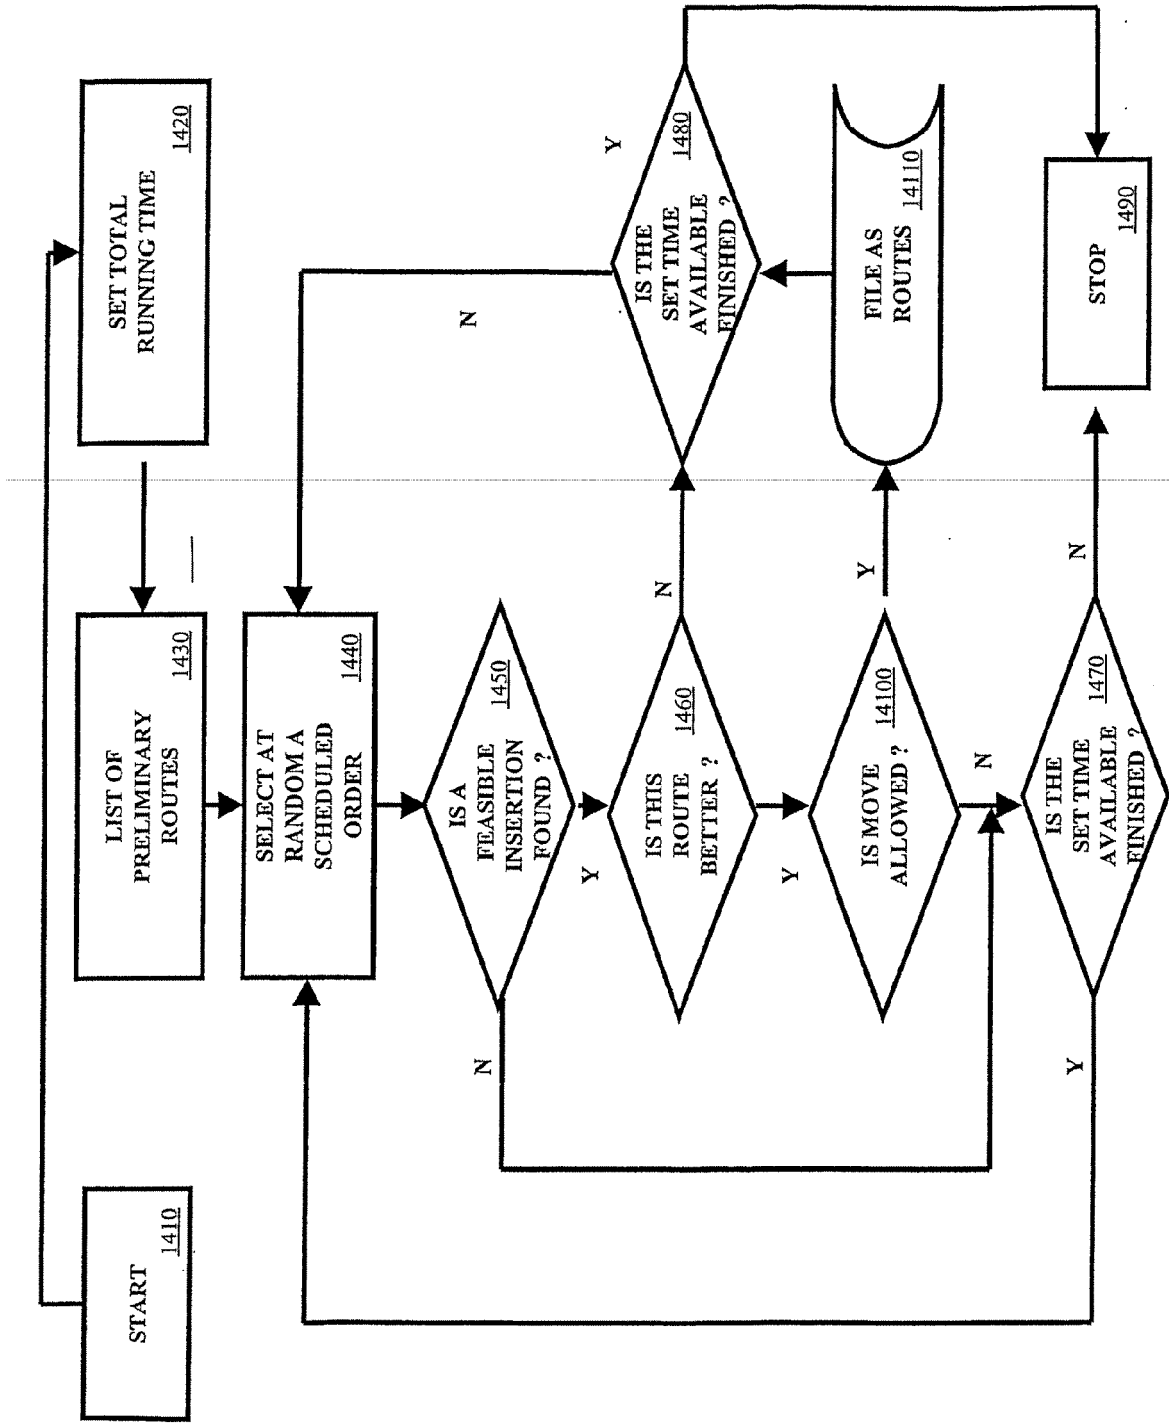 START
1410
SET TOTAL
RUNNING TIME
1420
LIST OF
PRELIMINARY
ROUTES
1430
SELECT AT
RANDOM A
SCHEDULED
ORDER
1440
IS A
FEASIBLE
INSERTION
FOUND ?
1450
N
Y
IS THIS
ROUTE
BETTER ?
1460
N
Y
IS MOVE
ALLOWED ?
14100
Y
N
IS THE
SET TIME
AVAILABLE
FINISHED ?
1470
Y
N
IS THE
SET TIME
AVAILABLE
FINISHED ?
1480
Y
N
FILE AS
ROUTES
14110
STOP
1490